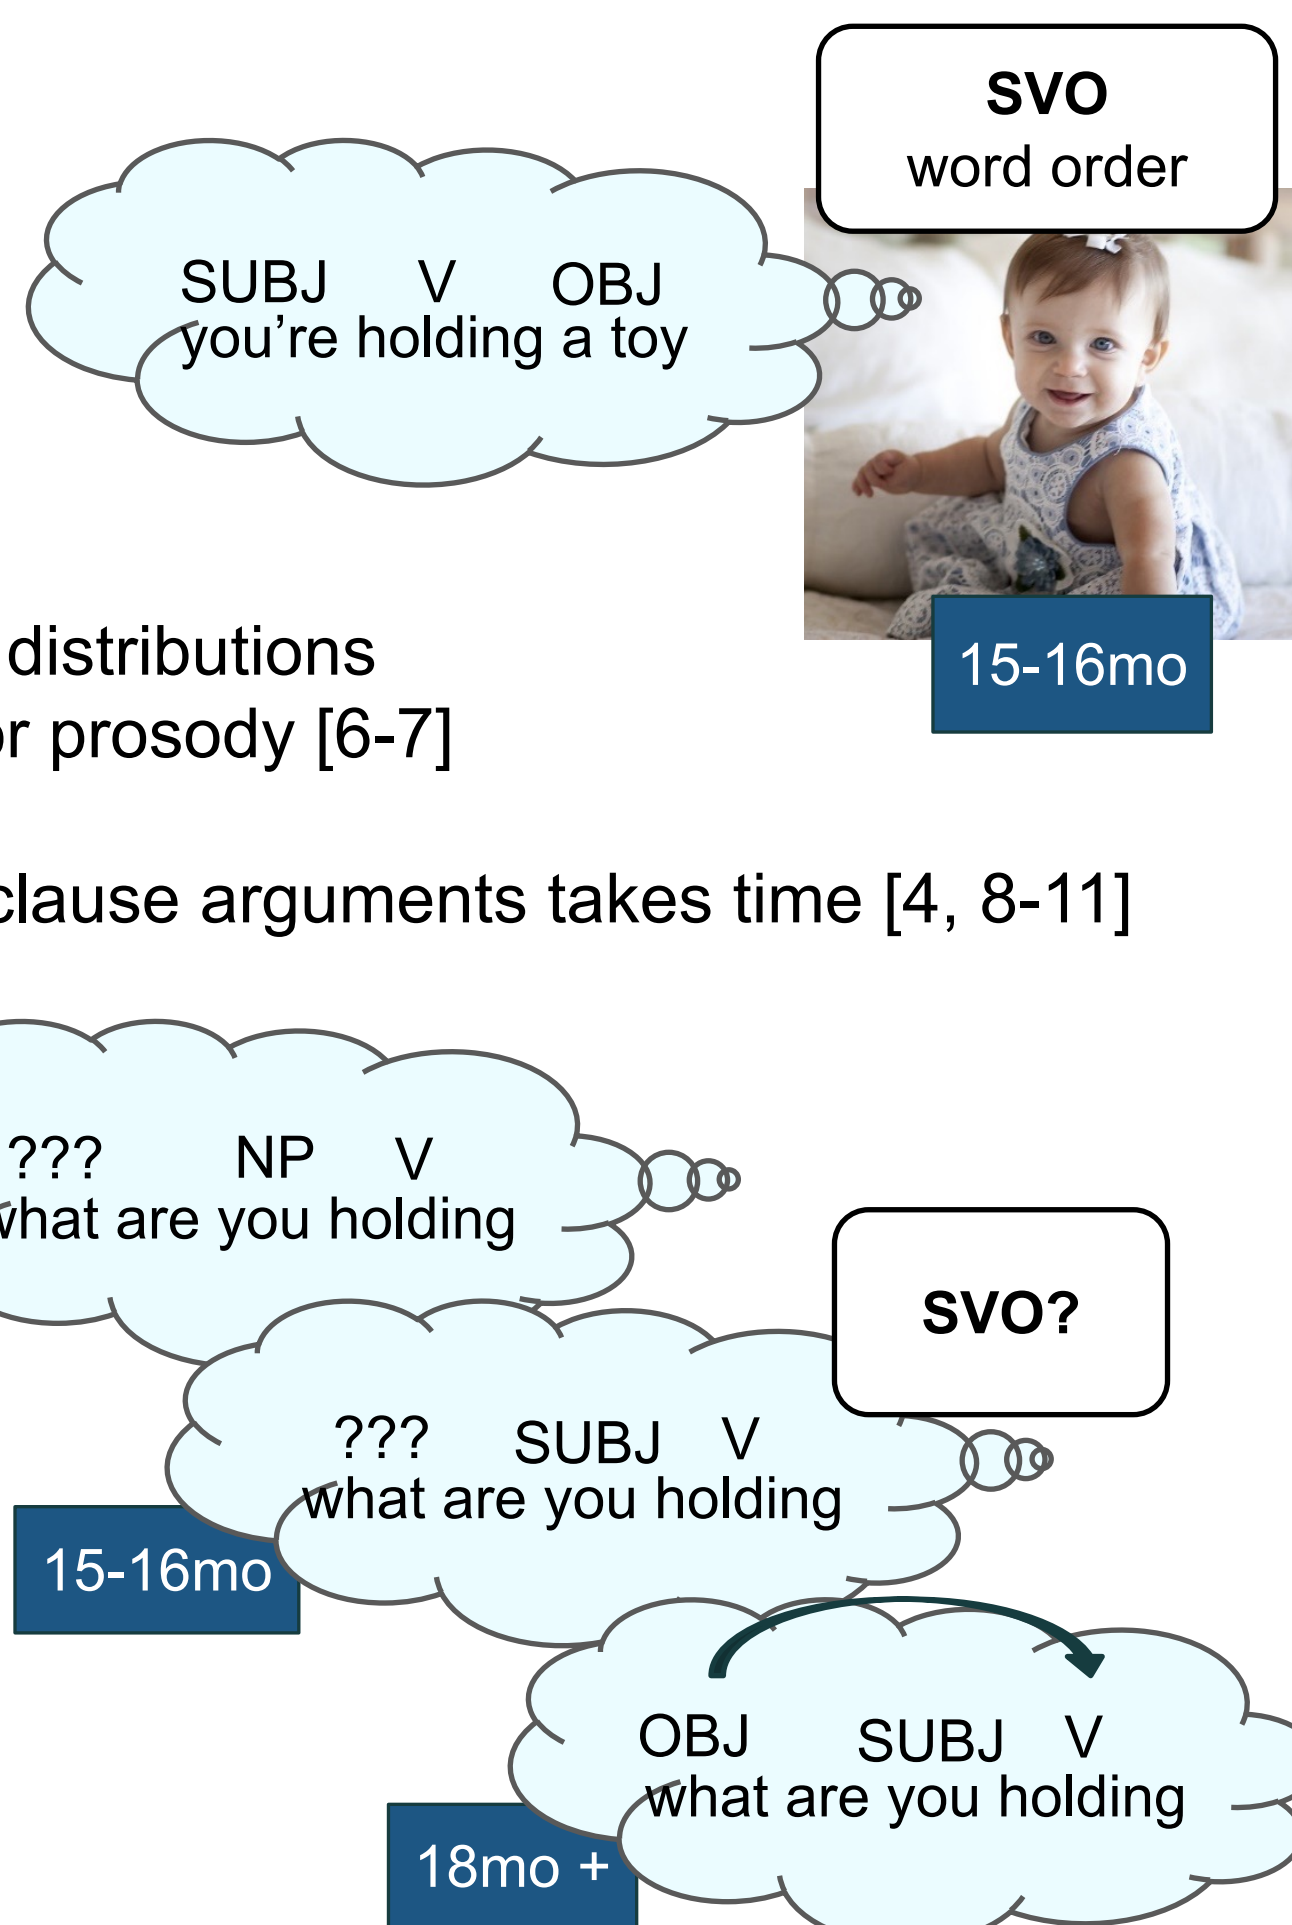 SVO
word order
SUBJ V OBJ
you're holding a toy
15-16mo
distributions
or prosody [6-7]
clause arguments takes time [4, 8-11]
??? NP V
what are you holding
SVO?
??? SUBJ V
what are you holding
15-16mo
OBJ SUBJ V
what are you holding
18mo +